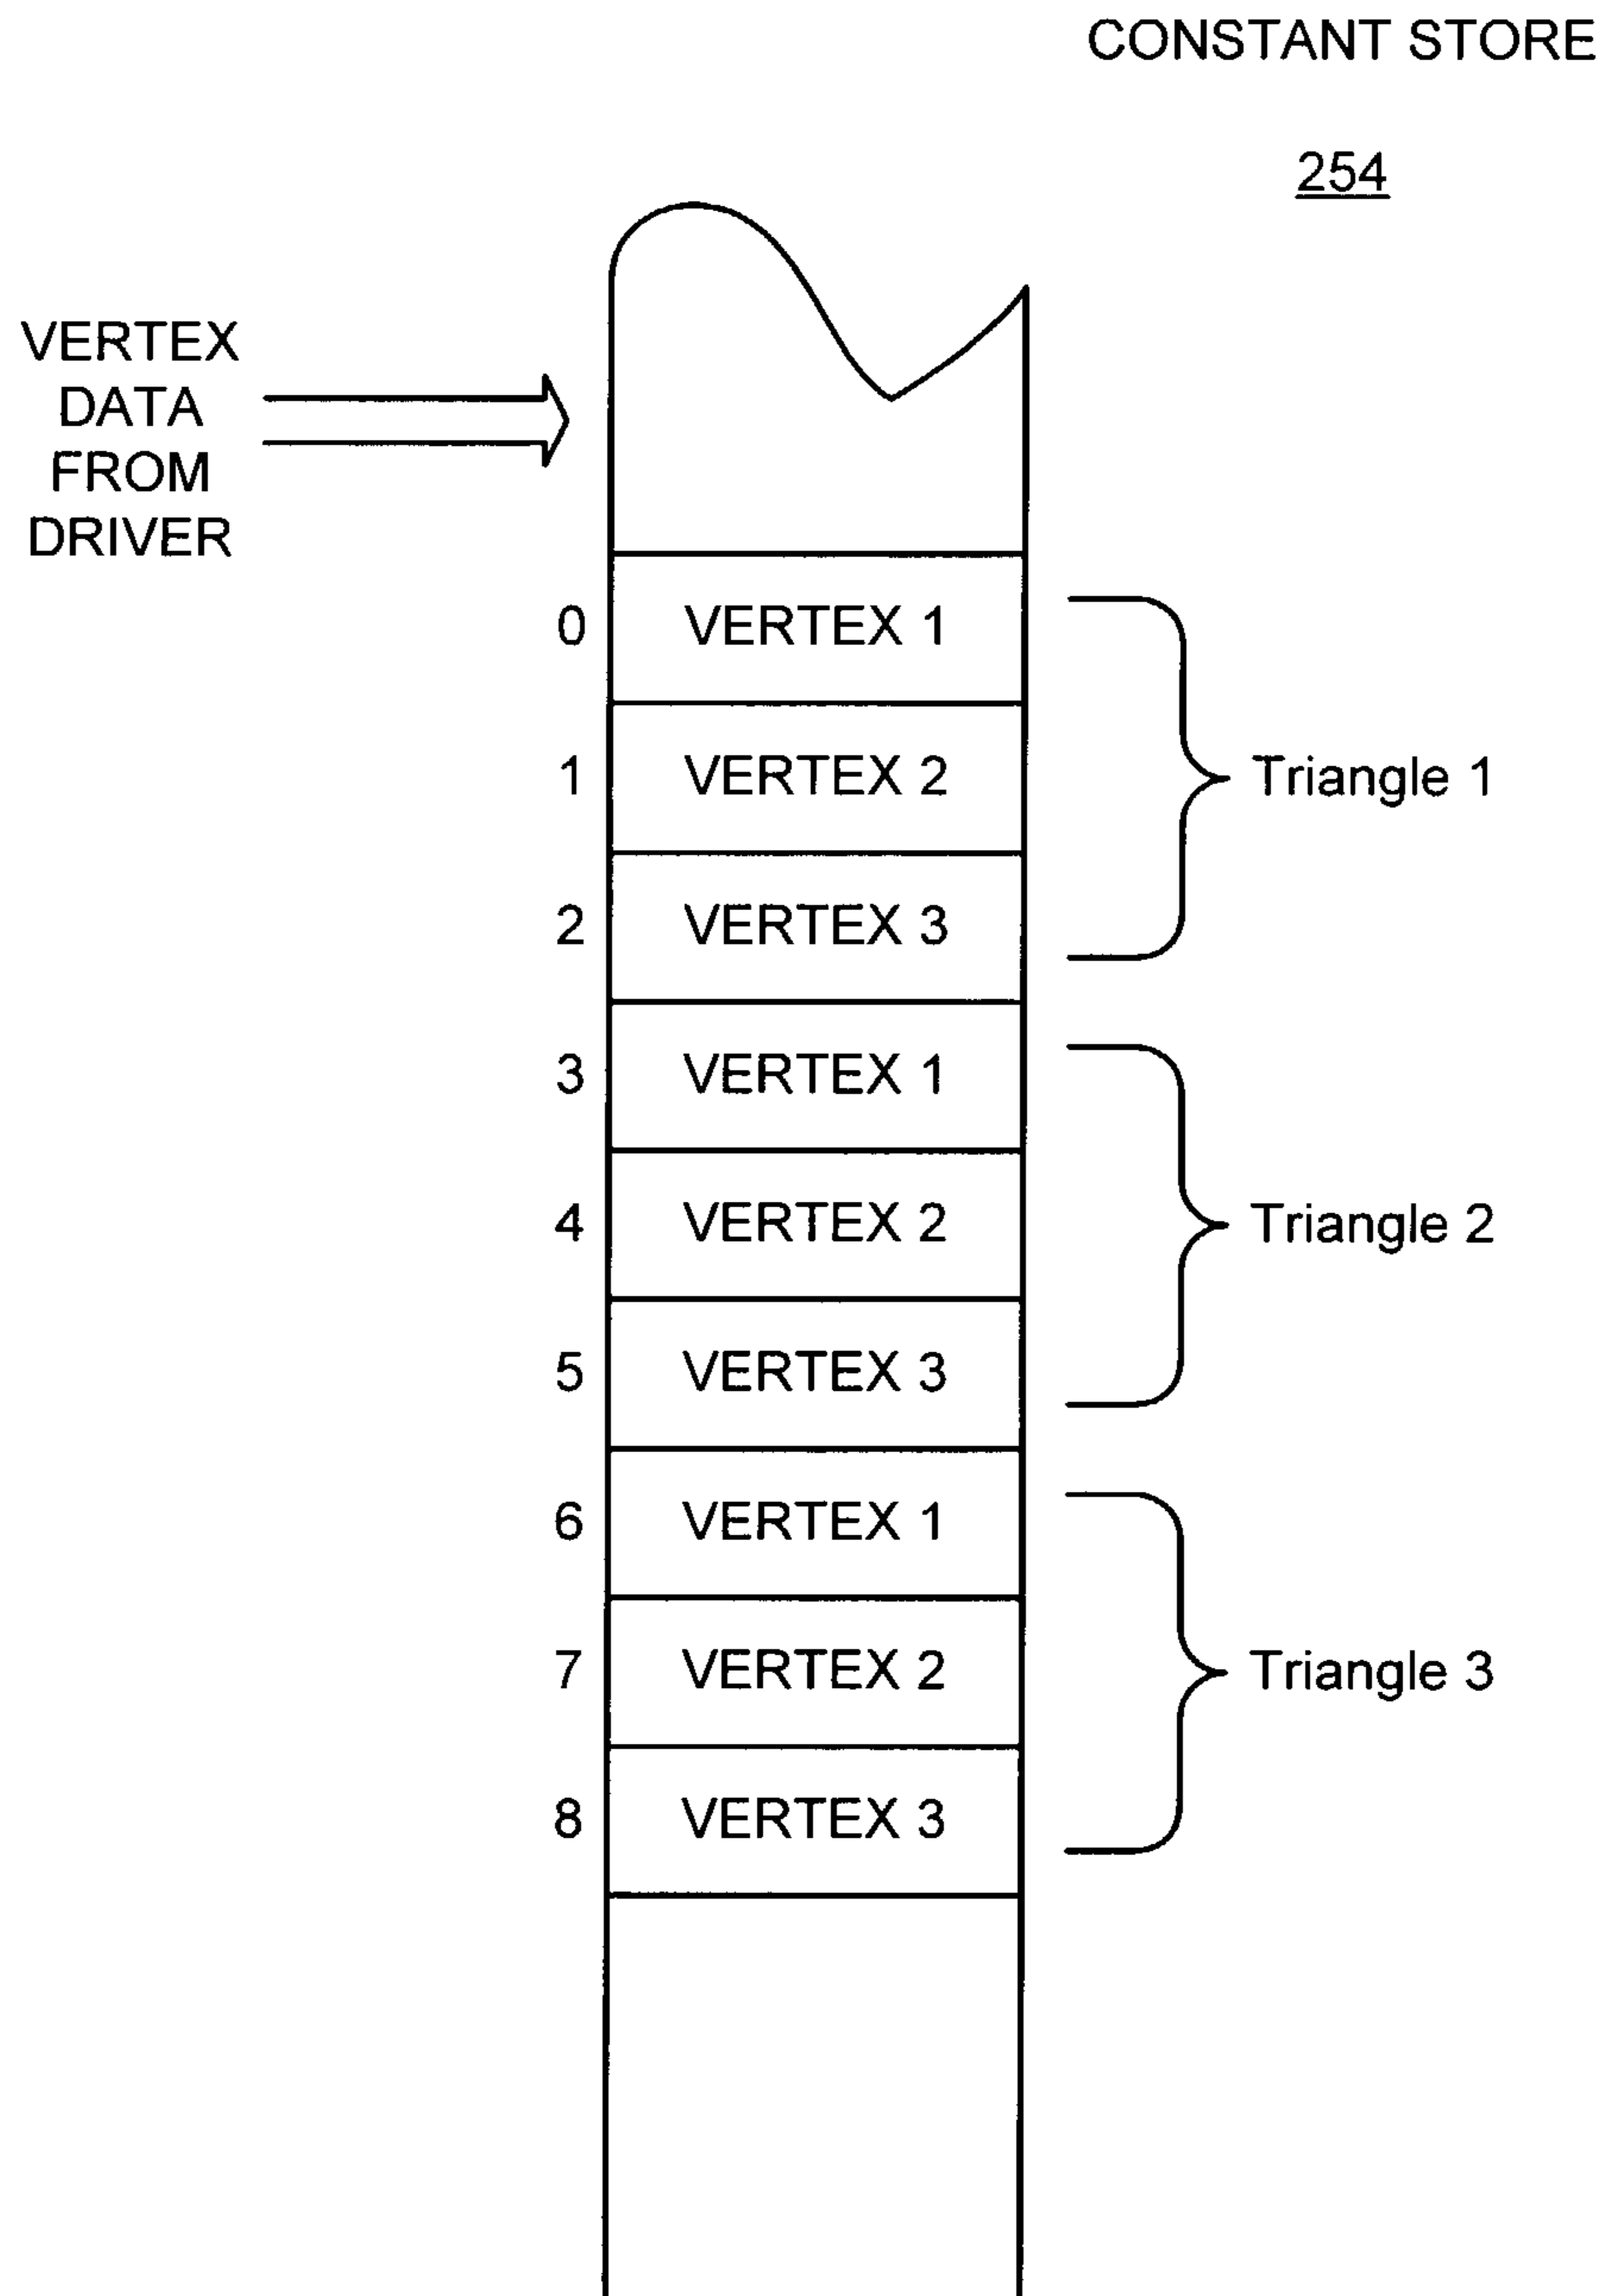 CONSTANT STORE
254
VERTEX
DATA
FROM
DRIVER
0 VERTEX 1
1 VERTEX 2
2 VERTEX 3
Triangle 1
3 VERTEX 1
4 VERTEX 2
5 VERTEX 3
Triangle 2
6 VERTEX 1
7 VERTEX 2
8 VERTEX 3
Triangle 3